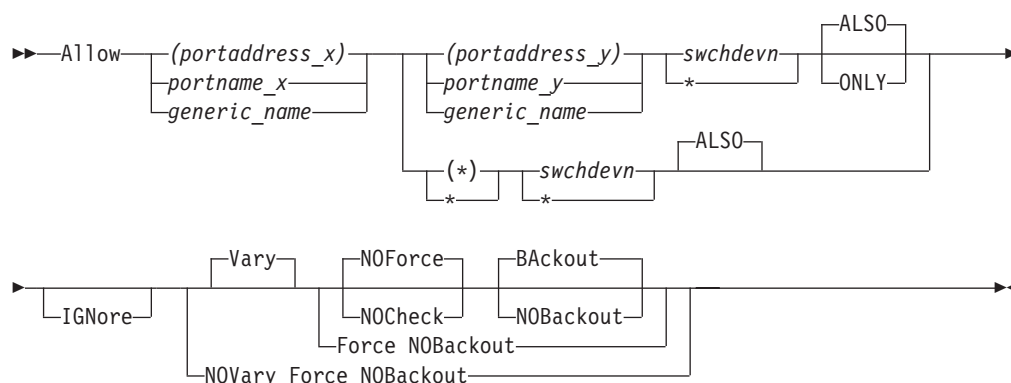 Allow (portaddress_x) (portaddress_y) swchdevn ALSO
portname_x portname_y * ONLY
generic_name generic_name
(*) swchdevn ALSO
* *
IGNore Vary NOForce BAckout
NOCheck NOBackout
Force NOBackout
NOVary Force NOBackout